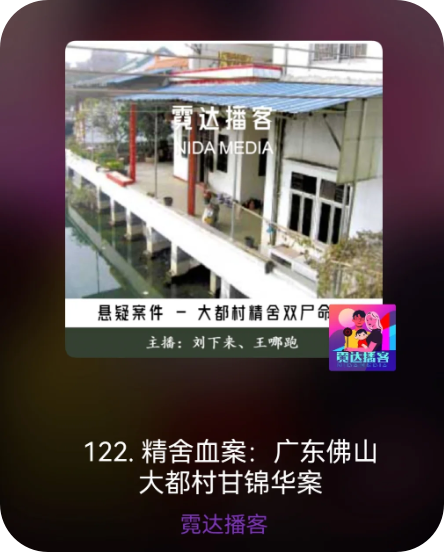 霓达播客
NIDA MEDIA
悬疑案件 - 大都村精舍双尸命
主播：刘下来、王哪跑
霓达播客
NIDA MEDIA
122. 精舍血案：广东佛山
大都村甘锦华案
霓达播客